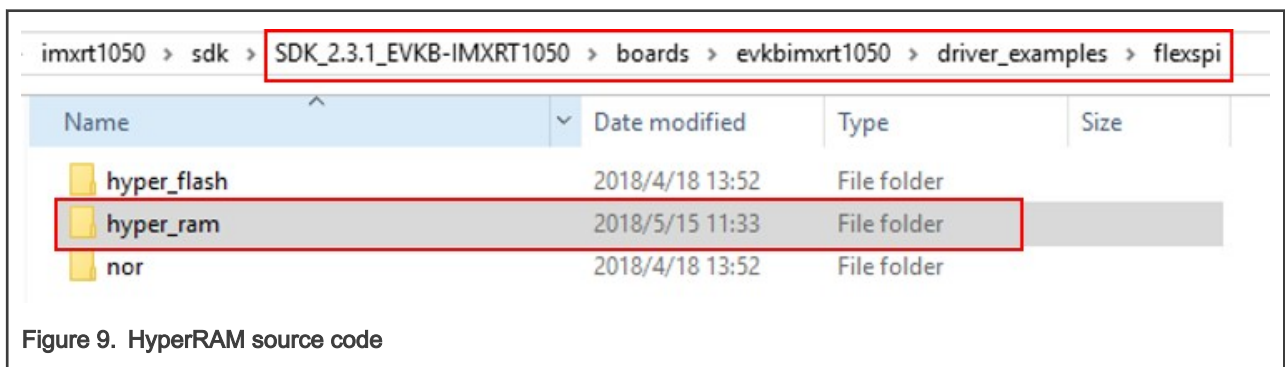 imxrt1050 > sdk > SDK_2.3.1_EVKB-IMXRT1050 > boards > evkbimxrt1050 > driver_examples > flexspi
Name Date modified Type Size
hyper_flash 2018/4/18 13:52 File folder
hyper_ram 2018/5/15 11:33 File folder
nor 2018/4/18 13:52 File folder
Figure 9. HyperRAM source code